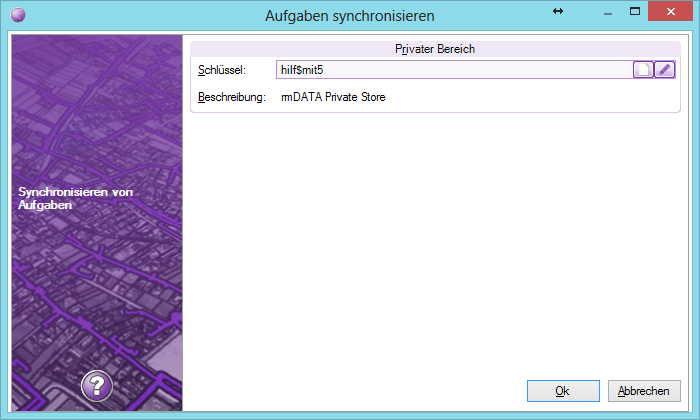 Aufgaben synchronisieren
Privater Bereich
Schlüssel: hilf$mit5
Beschreibung: rmDATA Private Store
Synchronisieren von
Aufgaben
?
Ok Abbrechen